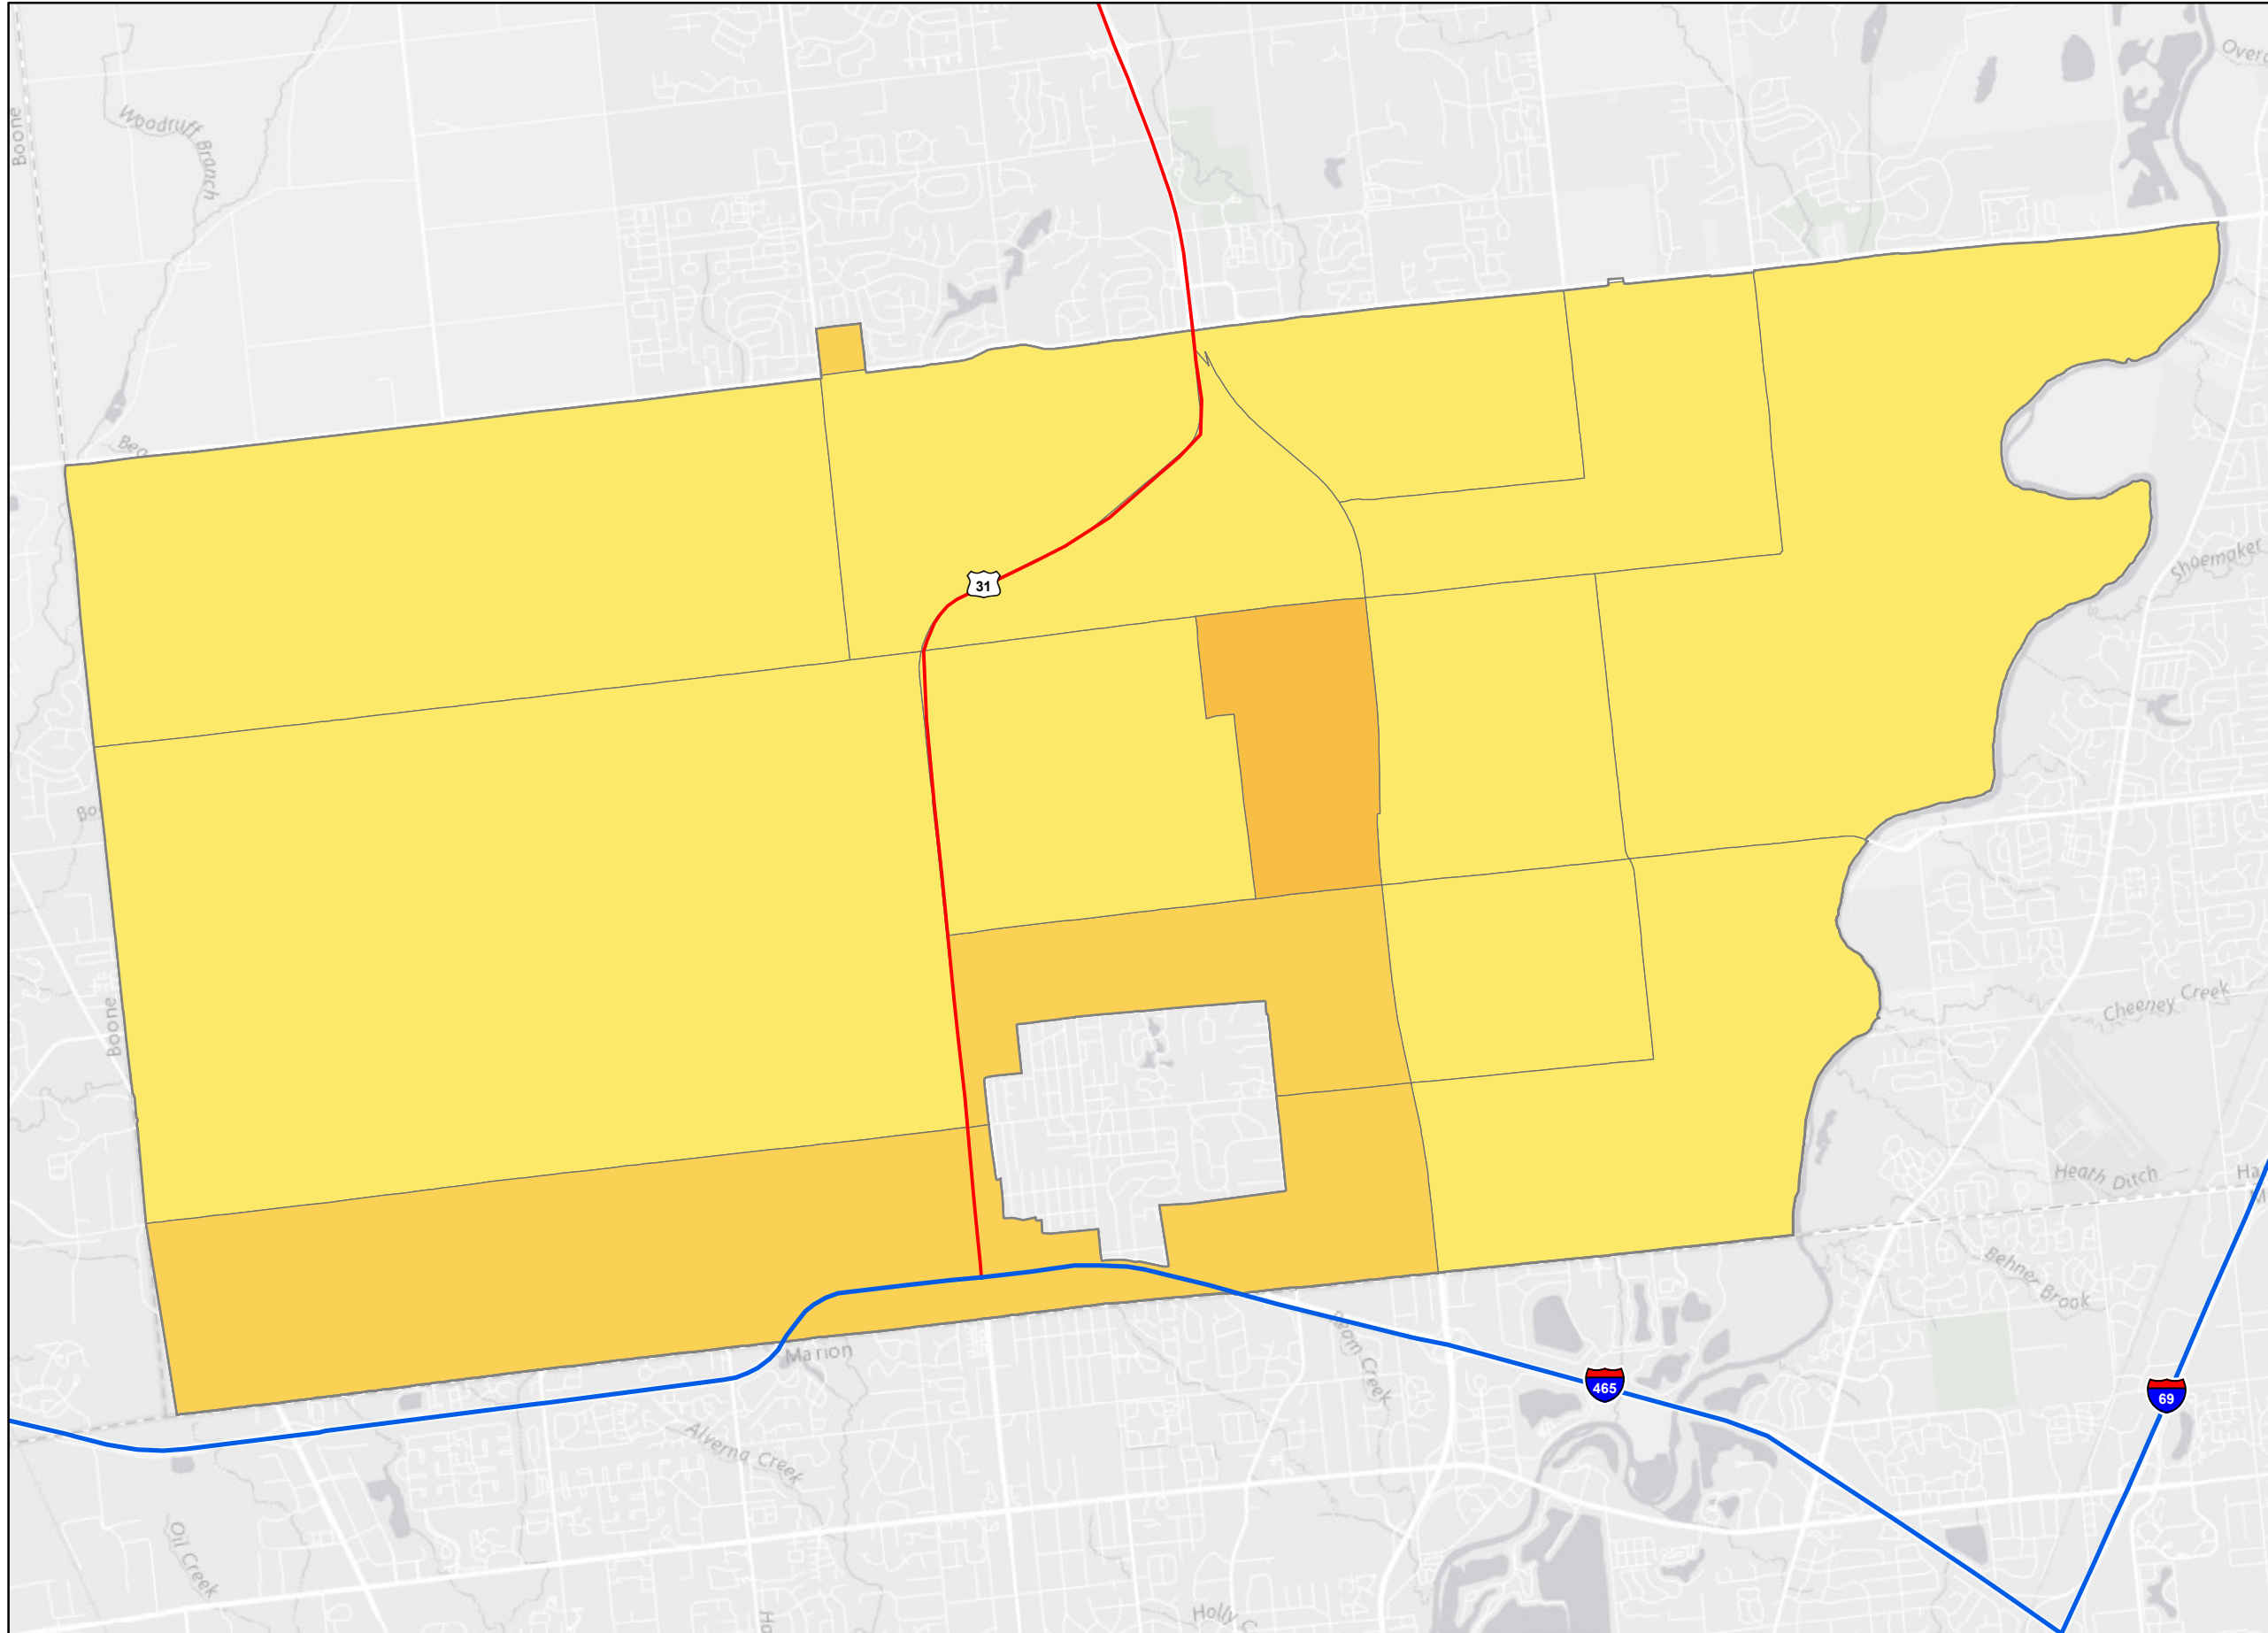 Boone
Woodruff
Branch
31
Shoemaker
Boone
Cheeney Creek
Heath Ditch
Behner Brook
Marion
465
69
Alverna Creek
Oil Creek